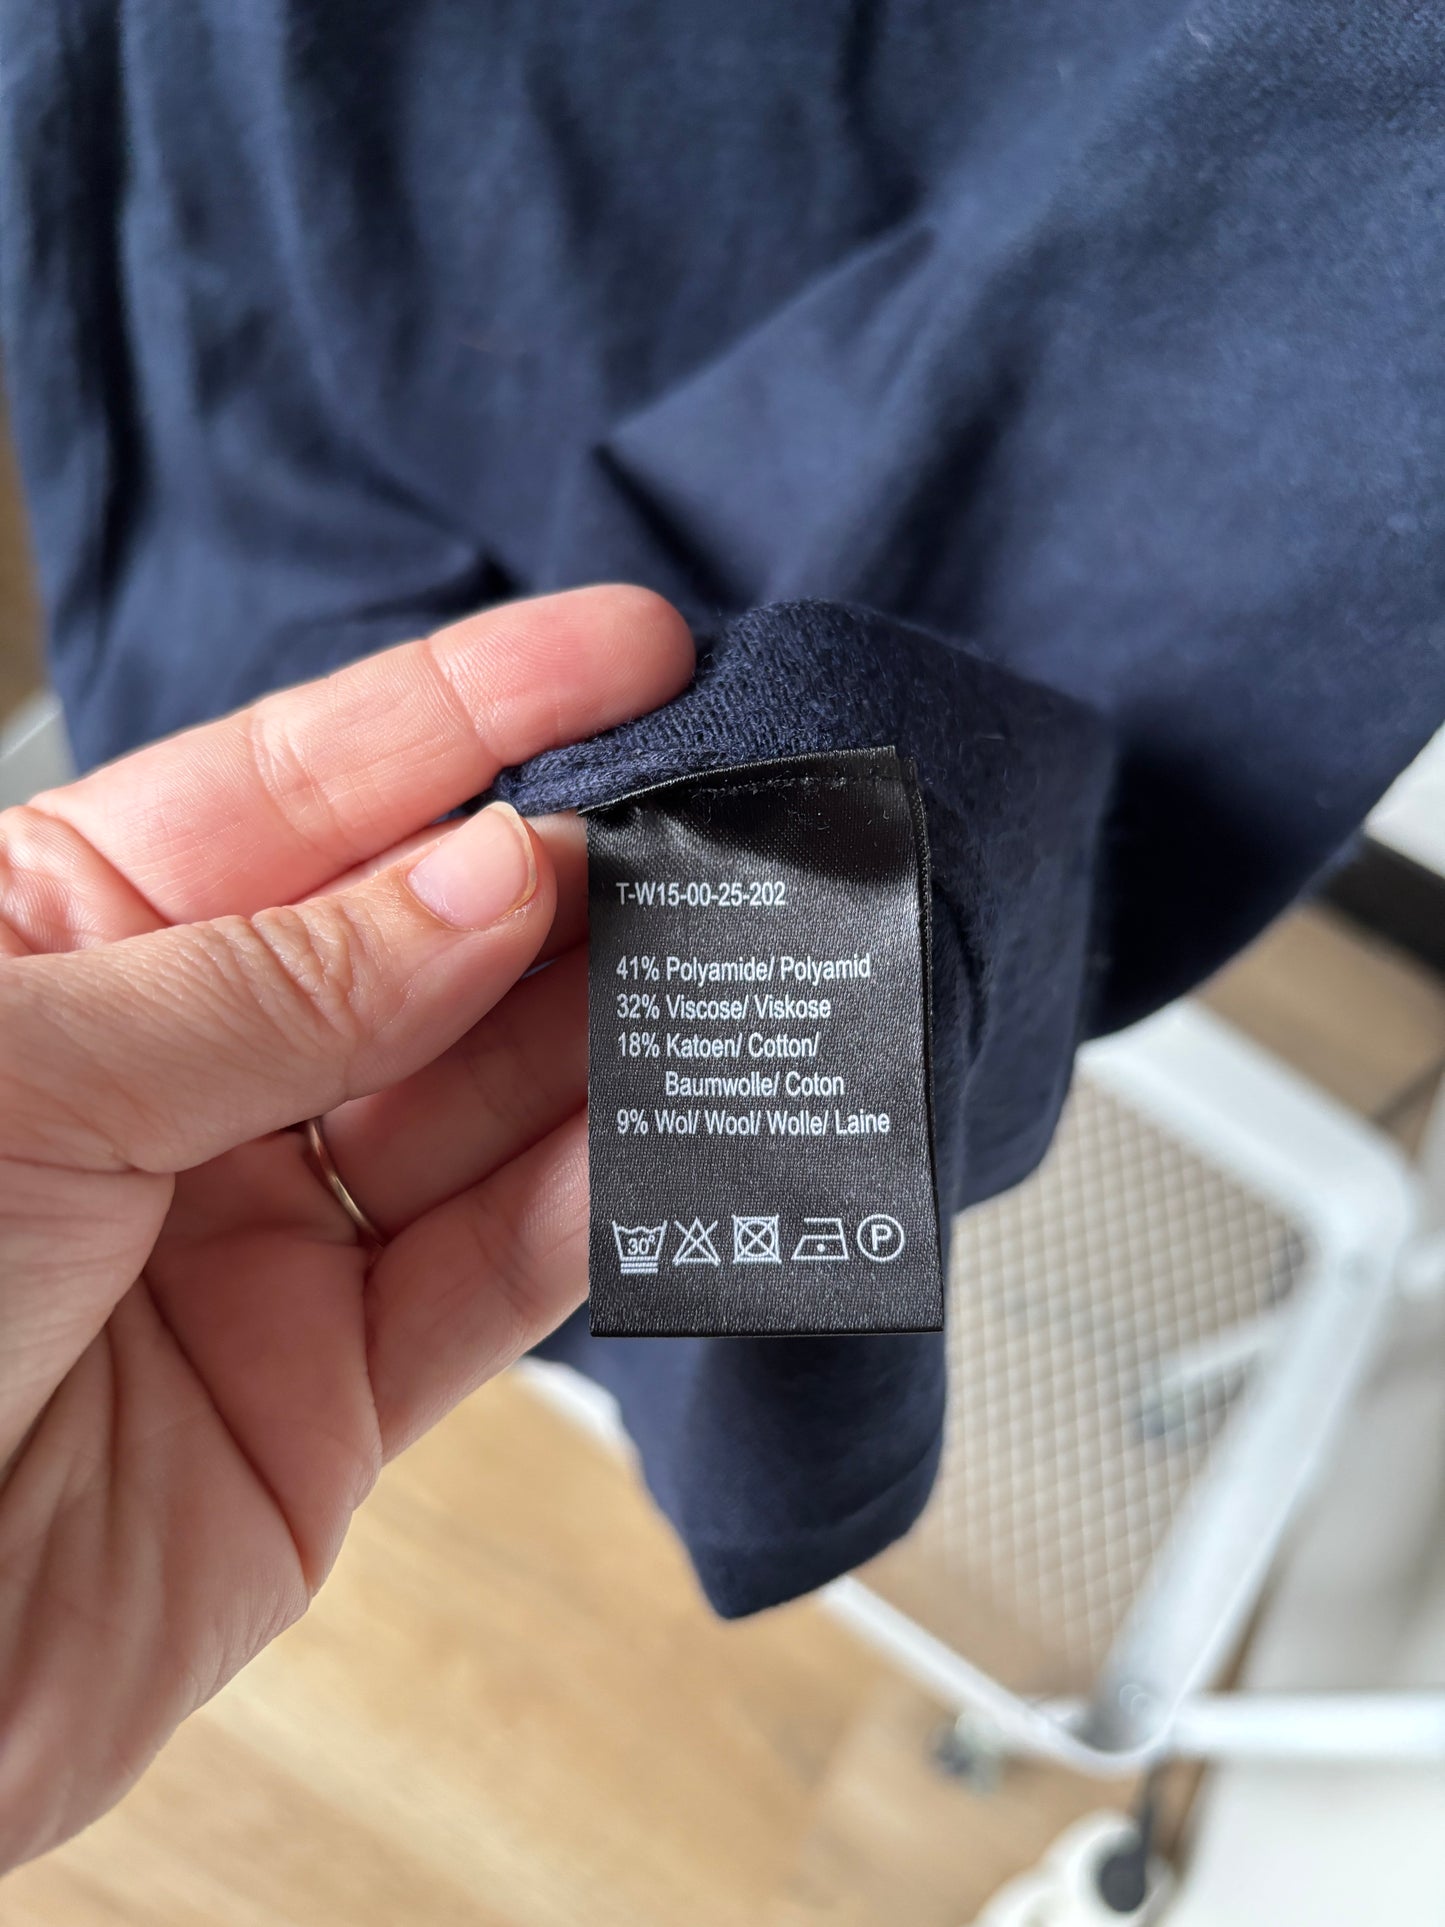 T-W15-00-25-202
41% Polyamide/ Polyamid
32% Viscose/ Viskose
18% Katoen/ Cotton/
Baumwolle/ Coton
9% Wol/ Wool/ Wolle/ Laine
30° P